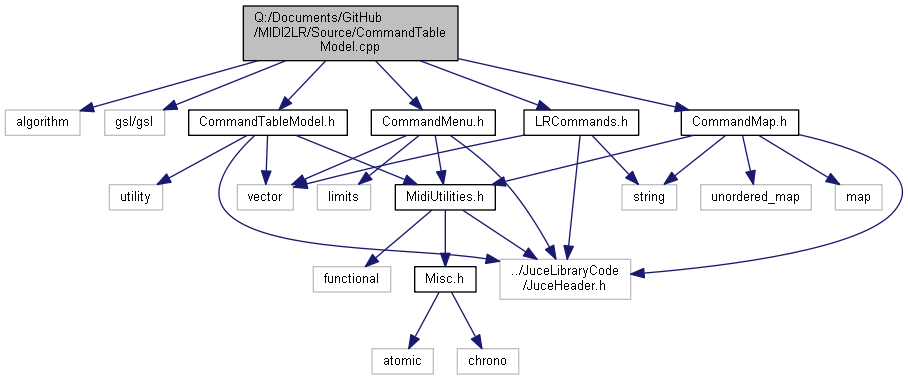 Q:/Documents/GitHub
/MIDI2LR/Source/CommandTable
Model.cpp
algorithm
gsl/gsl
CommandTableModel.h
CommandMenu.h
LRCommands.h
CommandMap.h
utility
vector
limits
MidiUtilities.h
string
unordered_map
map
functional
Misc.h
../JuceLibraryCode
/JuceHeader.h
atomic
chrono